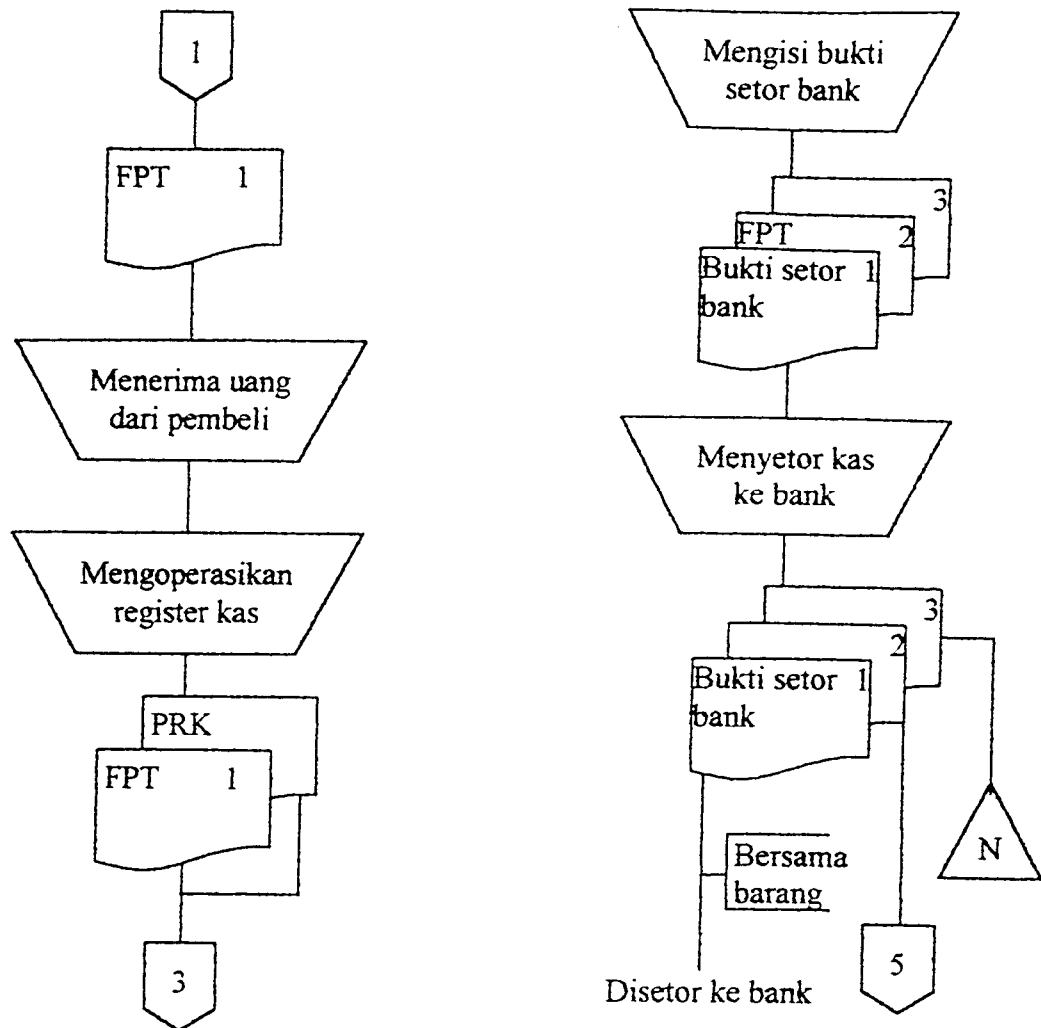 1
FPT 1
Menerima uang
dari pembeli
Mengoperasikan
register kas
PRK
FPT 1
3
Mengisi bukti
setor bank
3
FPT 2
Bukti setor 1
bank
Menyetor kas
ke bank
3
2
Bukti setor 1
bank
N
Bersama
barang
5
Disetor ke bank